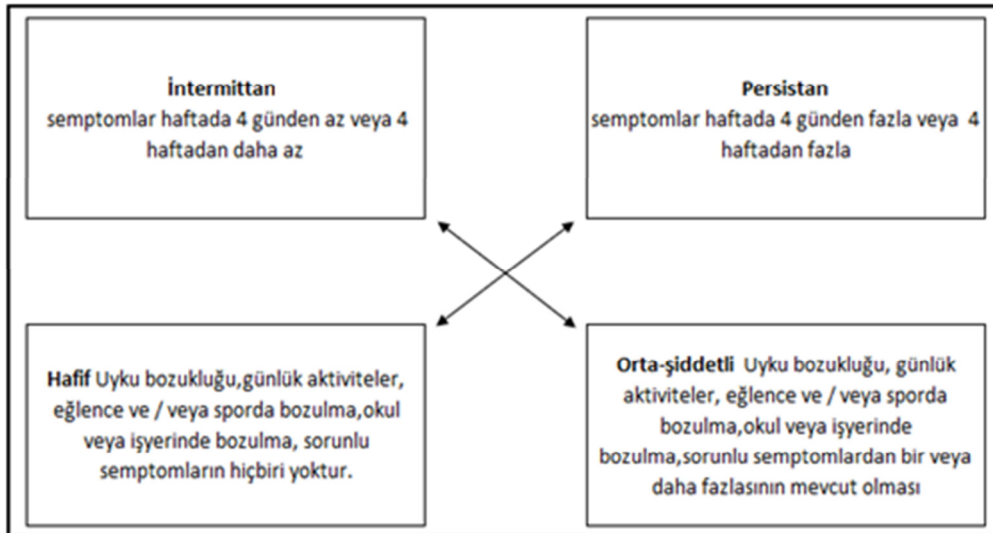 İntermittan
semptomlar haftada 4 günden az veya 4
haftadan daha az
Persistan
semptomlar haftada 4 günden fazla veya 4
haftadan fazla
Hafif Uyku bozukluğu,günlük aktiviteler,
eğlence ve / veya sporda bozulma,okul
veya işyerinde bozulma, sorunlu
semptomların hiçbiri yoktur.
Orta-şiddetli Uyku bozukluğu, günlük
aktiviteler, eğlence ve / veya sporda
bozulma,okul veya işyerinde
bozulma,sorunlu semptomlardan bir veya
daha fazlasının mevcut olması